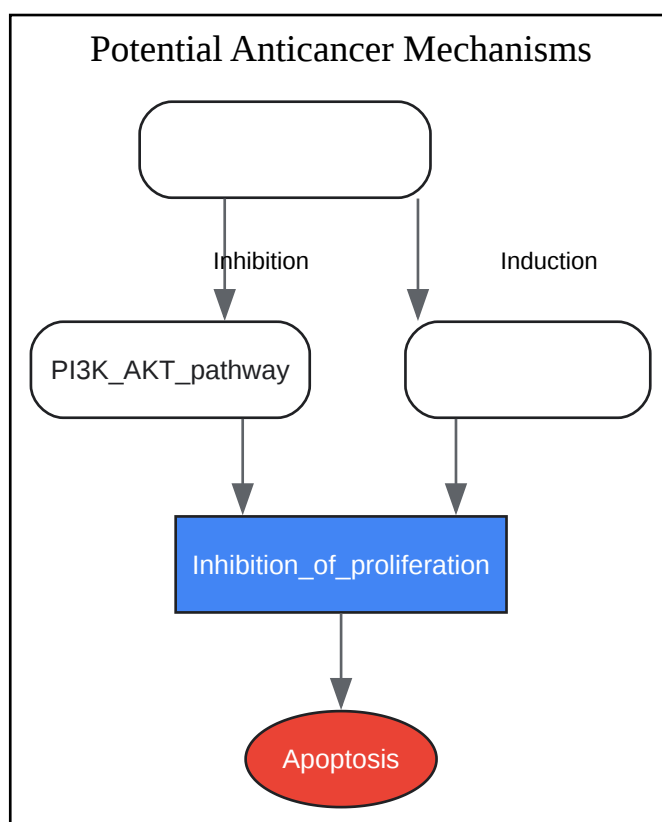 Potential Anticancer Mechanisms
Inhibition
Induction
PI3K_AKT_pathway
Inhibition_of_proliferation
Apoptosis